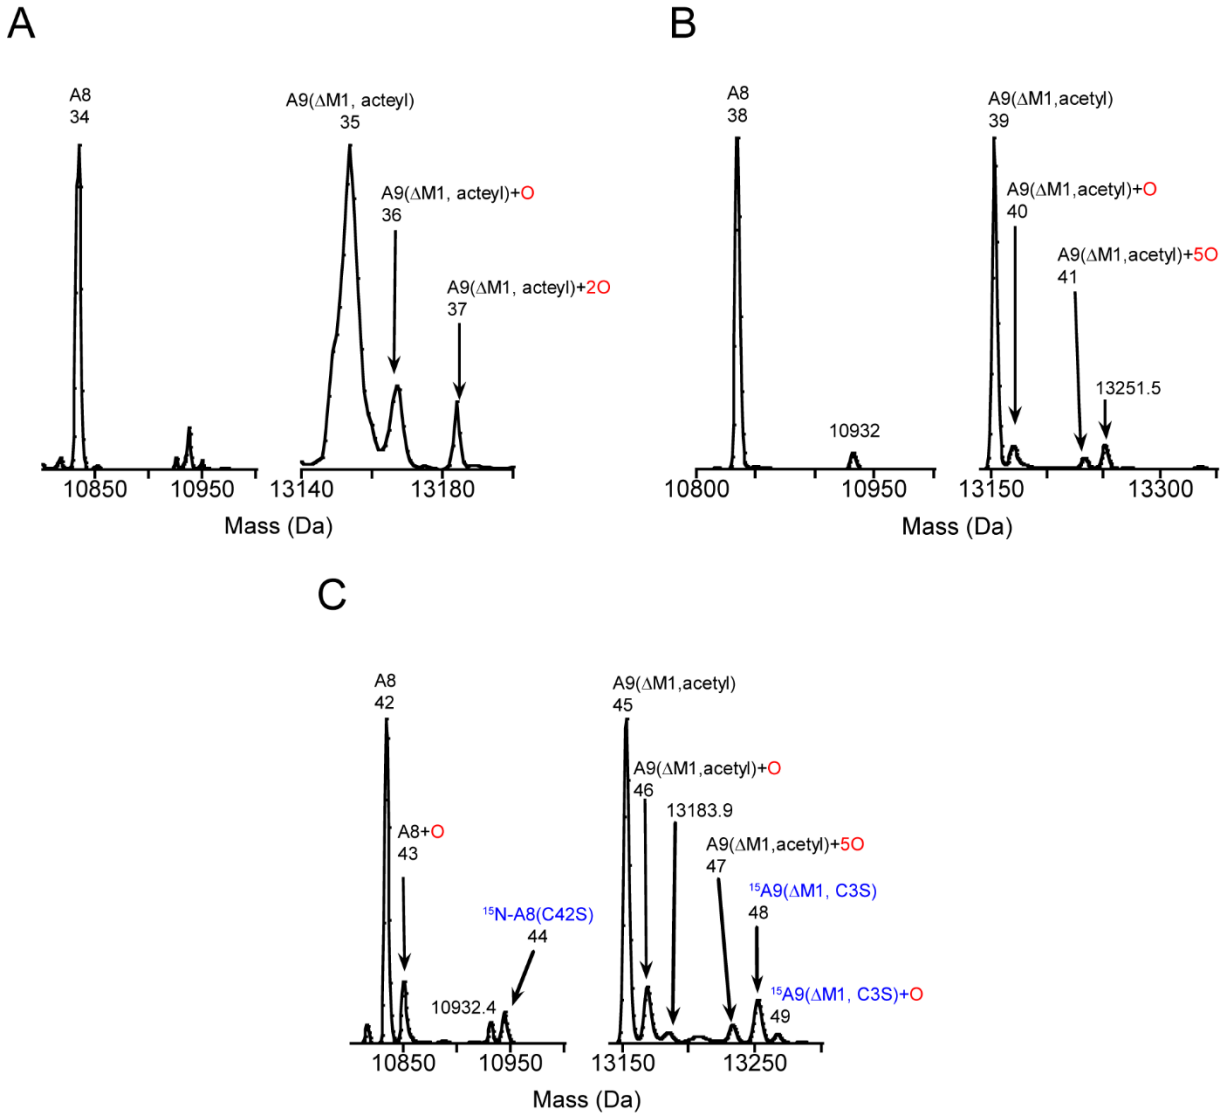 A
A8
34
A9(ΔM1, acteyl)
35
A9(ΔM1, acteyl)+O
36
A9(ΔM1, acteyl)+2O
37
10850
10950
13140
13180
Mass (Da)
B
A8
38
A9(ΔM1,acetyl)
39
A9(ΔM1,acetyl)+O
40
A9(ΔM1,acetyl)+5O
41
13251.5
10932
10800
10950
13150
13300
Mass (Da)
C
A8
42
A9(ΔM1,acetyl)
45
A9(ΔM1,acetyl)+O
46
13183.9
A8+O
43
A9(ΔM1,acetyl)+5O
47
¹⁵N-A8(C42S)
44
¹⁵A9(ΔM1, C3S)
48
10932.4
¹⁵A9(ΔM1, C3S)+O
49
10850
10950
13150
13250
Mass (Da)